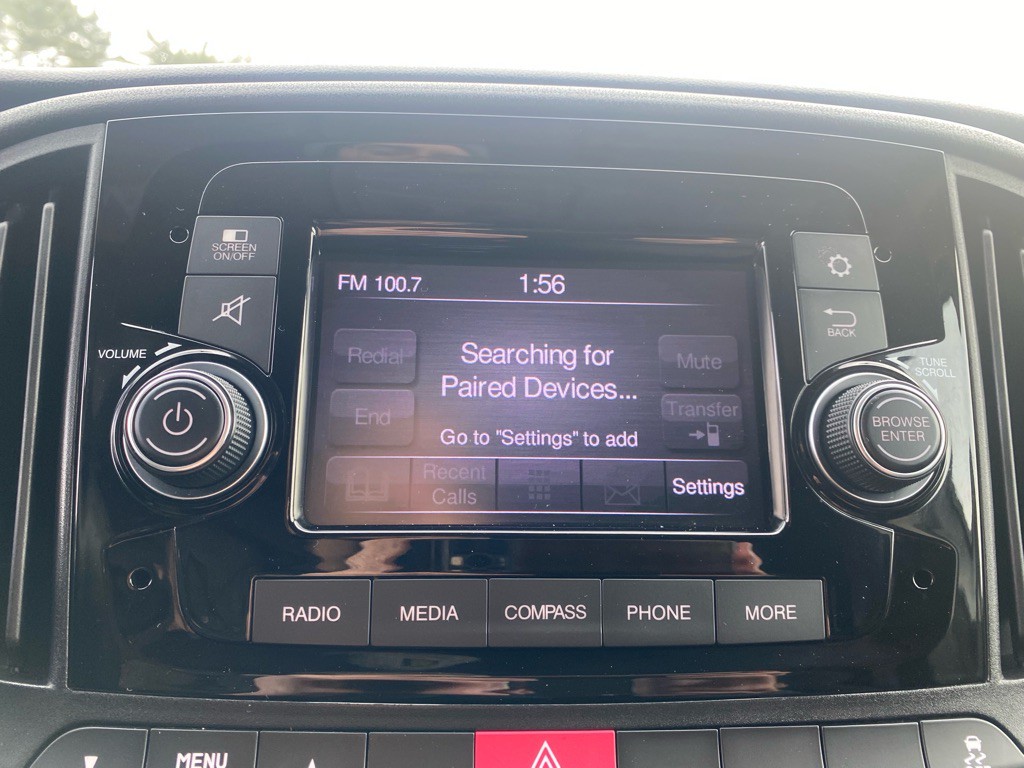 SCREEN
ON/OFF
FM 100.7
1:56
VOLUME
BACK
TUNE
SCROLL
Redial
Searching for
Paired Devices...
Mute
End
Transfer
BROWSE
ENTER
Go to "Settings" to add
Recent
Calls
Settings
RADIO
MEDIA
COMPASS
PHONE
MORE
MENU